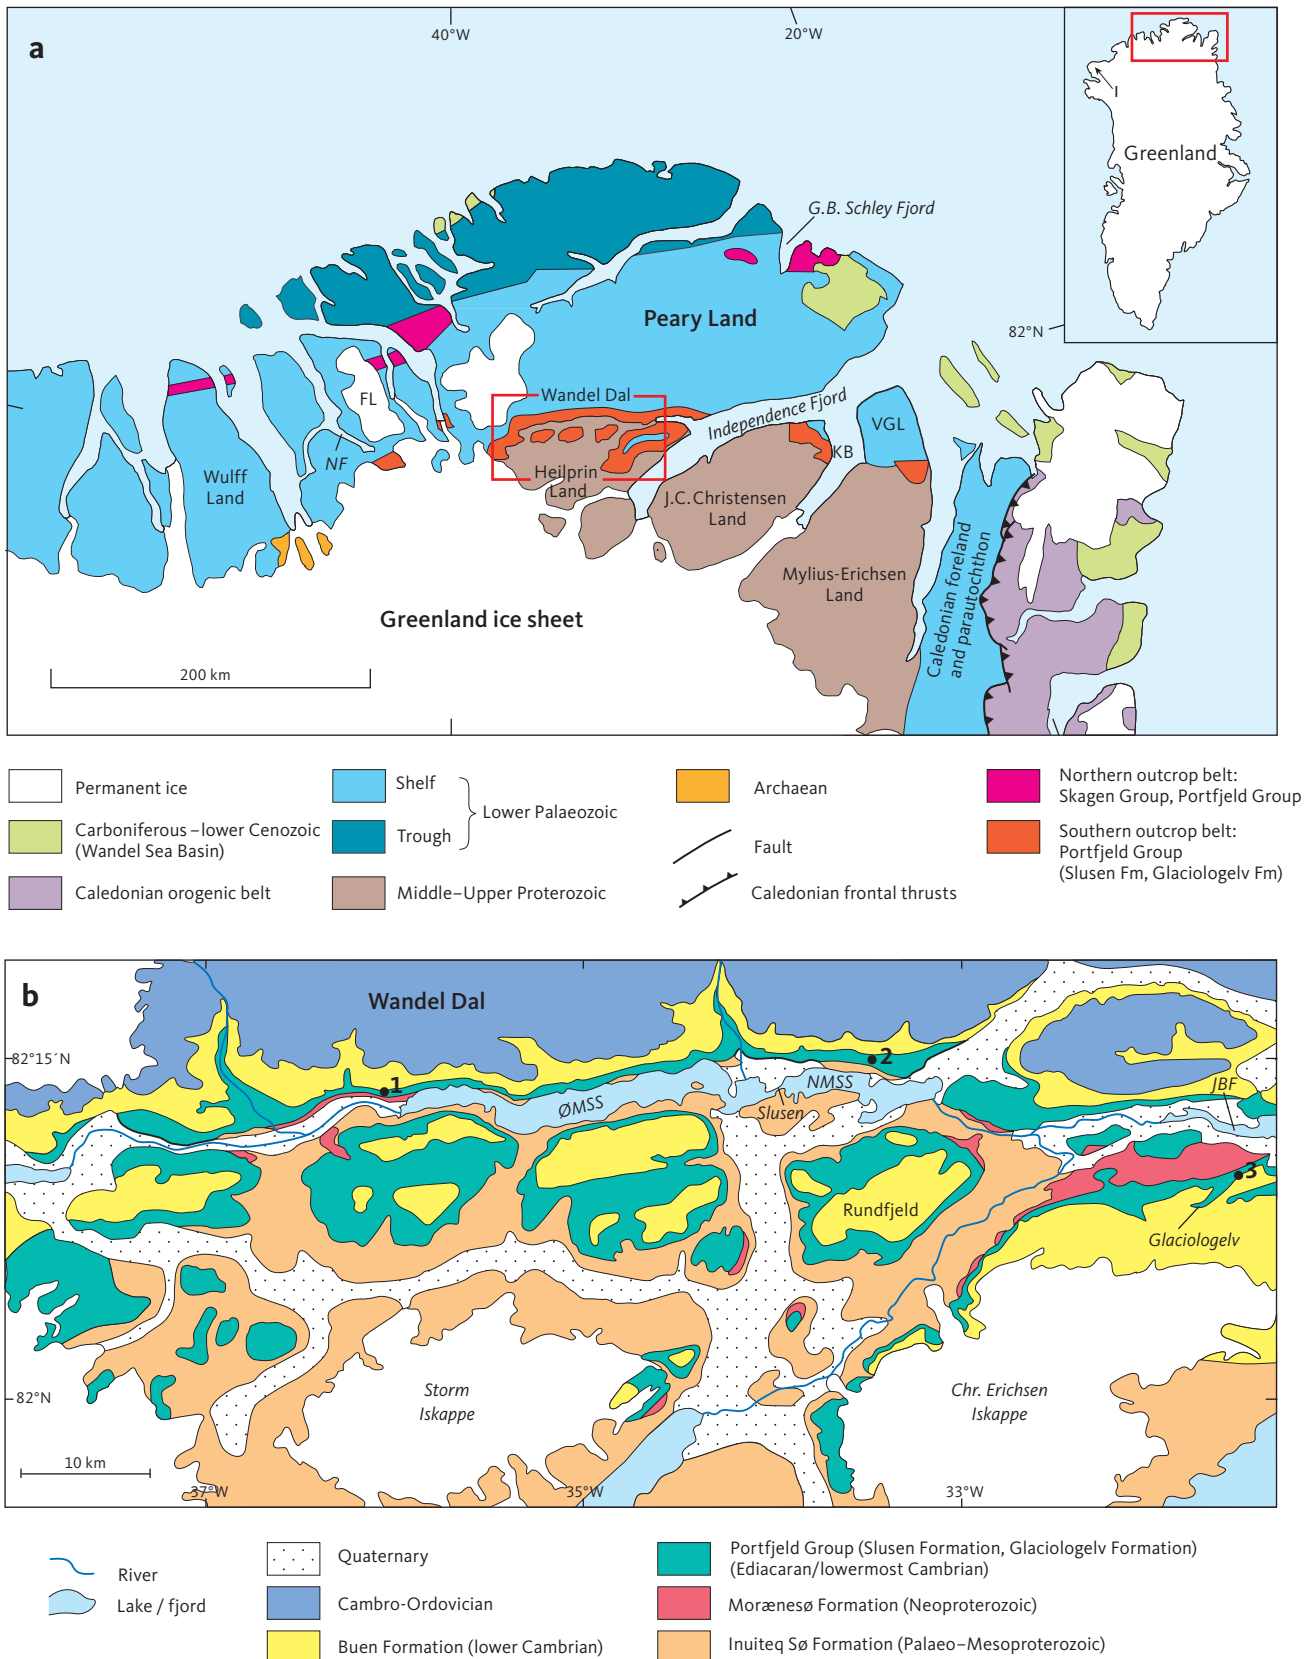 a
40°W
20°W
I
Greenland
G.B. Schley Fjord
Peary Land
82°N
FL
Wandel Dal
Independence Fjord
VGL
NF
KB
Wulff
Land
Heilprin
Land
J.C. Christensen
Land
Mylius-Erichsen
Land
Caledonian foreland
and parautochthon
Greenland ice sheet
200 km
Permanent ice
Carboniferous – lower Cenozoic
(Wandel Sea Basin)
Caledonian orogenic belt
Shelf
Trough
Lower Palaeozoic
Middle–Upper Proterozoic
Archaean
Fault
Caledonian frontal thrusts
Northern outcrop belt:
Skagen Group, Portfjeld Group
Southern outcrop belt:
Portfjeld Group
(Slusen Fm, Glaciologelv Fm)
b
Wandel Dal
82°15´N
1
2
ØMSS
NMSS
Slusen
JBF
3
Rundfjeld
Glaciologelv
82°N
Storm
Iskappe
Chr. Erichsen
Iskappe
10 km
37°W
35°W
33°W
River
Lake / fjord
Quaternary
Cambro-Ordovician
Buen Formation (lower Cambrian)
Portfjeld Group (Slusen Formation, Glaciologelv Formation)
(Ediacaran/lowermost Cambrian)
Morænesø Formation (Neoproterozoic)
Inuiteq Sø Formation (Palaeo–Mesoproterozoic)